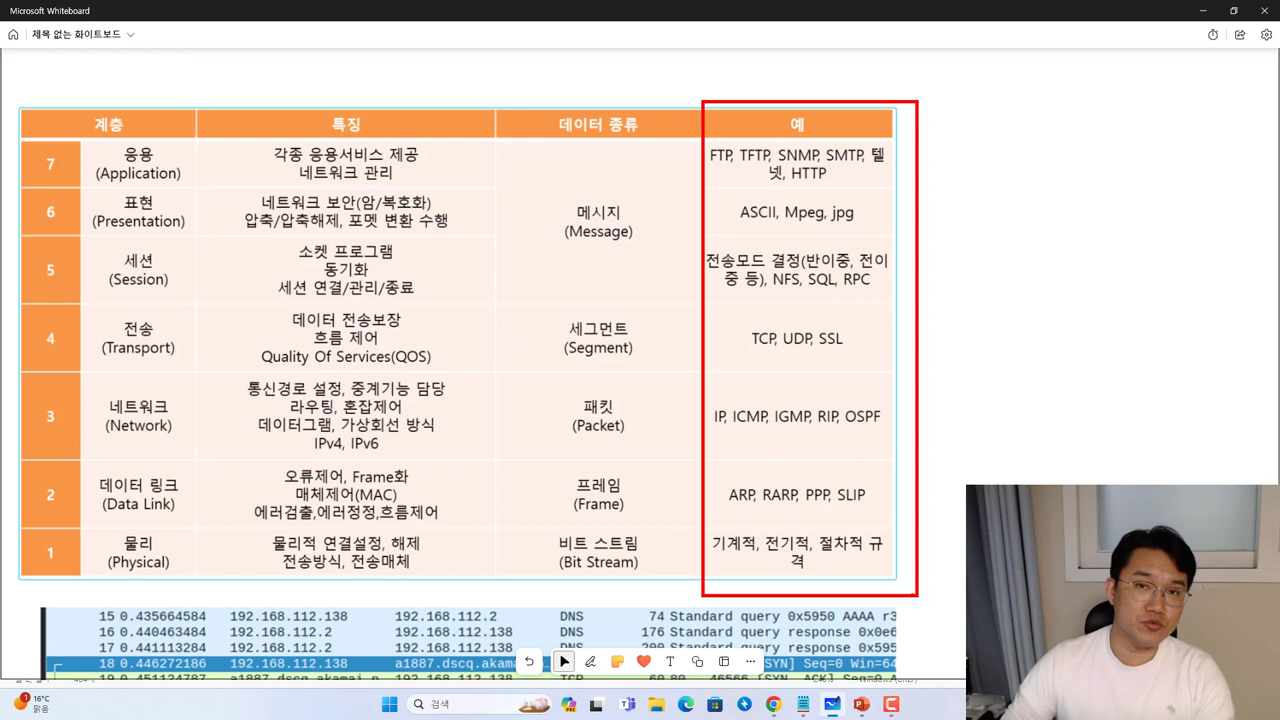 Microsoft Whiteboard
제목 없는 화이트보드
계층 특징 데이터 종류 예
7 응용 (Application) 각종 응용서비스 제공 네트워크 관리 FTP, TFTP, SNMP, SMTP, 텔넷, HTTP
6 표현 (Presentation) 네트워크 보안(암/복호화) 압축/압축해제, 포멧 변환 수행 메시지 (Message) ASCII, Mpeg, jpg
5 세션 (Session) 소켓 프로그램 동기화 세션 연결/관리/종료 전송모드 결정(반이중, 전이중 등), NFS, SQL, RPC
4 전송 (Transport) 데이터 전송보장 흐름 제어 Quality Of Services(QOS) 세그먼트 (Segment) TCP, UDP, SSL
3 네트워크 (Network) 통신경로 설정, 중계기능 담당 라우팅, 혼잡제어 데이터그램, 가상회선 방식 IPv4, IPv6 패킷 (Packet) IP, ICMP, IGMP, RIP, OSPF
2 데이터 링크 (Data Link) 오류제어, Frame화 매체제어(MAC) 에러검출,에러정정,흐름제어 프레임 (Frame) ARP, RARP, PPP, SLIP
1 물리 (Physical) 물리적 연결설정, 해제 전송방식, 전송매체 비트 스트림 (Bit Stream) 기계적, 전기적, 절차적 규격
15 0.435664584 192.168.112.138 192.168.112.2 DNS 74 Standard query 0x5950 AAAA r3
16 0.440463484 192.168.112.2 192.168.112.138 DNS 176 Standard query response 0x0e6
17 0.441113284 192.168.112.2 192.168.112.138 DNS 200 Standard query response 0x595
18 0.446272186 192.168.112.138 a1887.dscq.akama [SYN] Seq=0 Win=64
16°C
맑음
검색